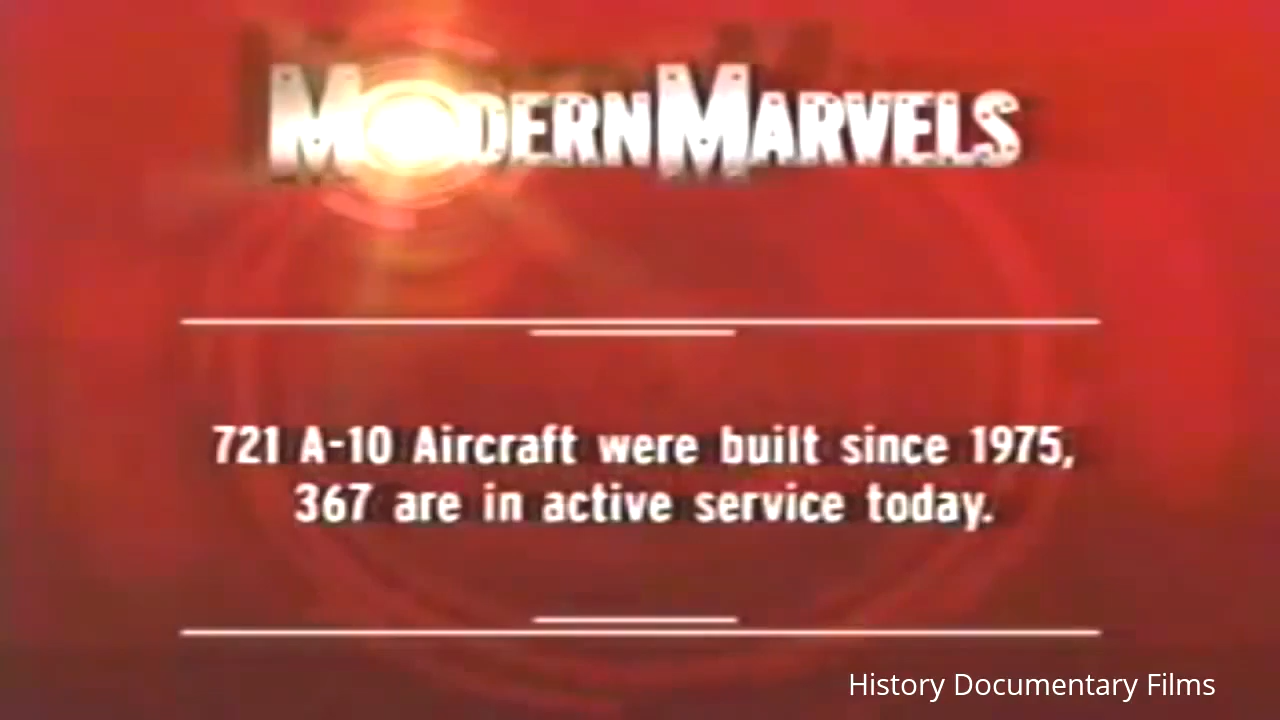 MODERN MARVELS
721 A-10 Aircraft were built since 1975,
367 are in active service today.
History Documentary Films